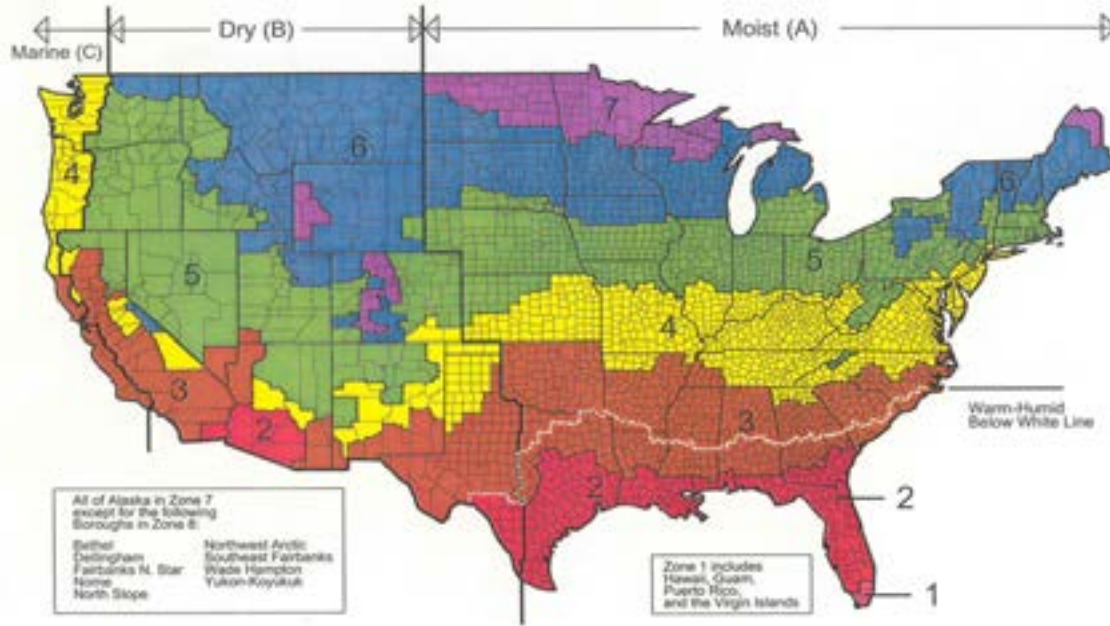 Marine (C)
Dry (B)
Moist (A)
7
6
4
6
5
5
4
3
3
2
2
Warm-Humid
Below White Line
2
1
All of Alaska in Zone 7
except for the following
Boroughs in Zone 8:
Bethel
Dellingham
Fairbanks N. Star
Nome
North Slope
Northwest Arctic
Southeast Fairbanks
Wade Hampton
Yukon-Koyukuk
Zone 1 includes
Hawaii, Guam,
Puerto Rico,
and the Virgin Islands